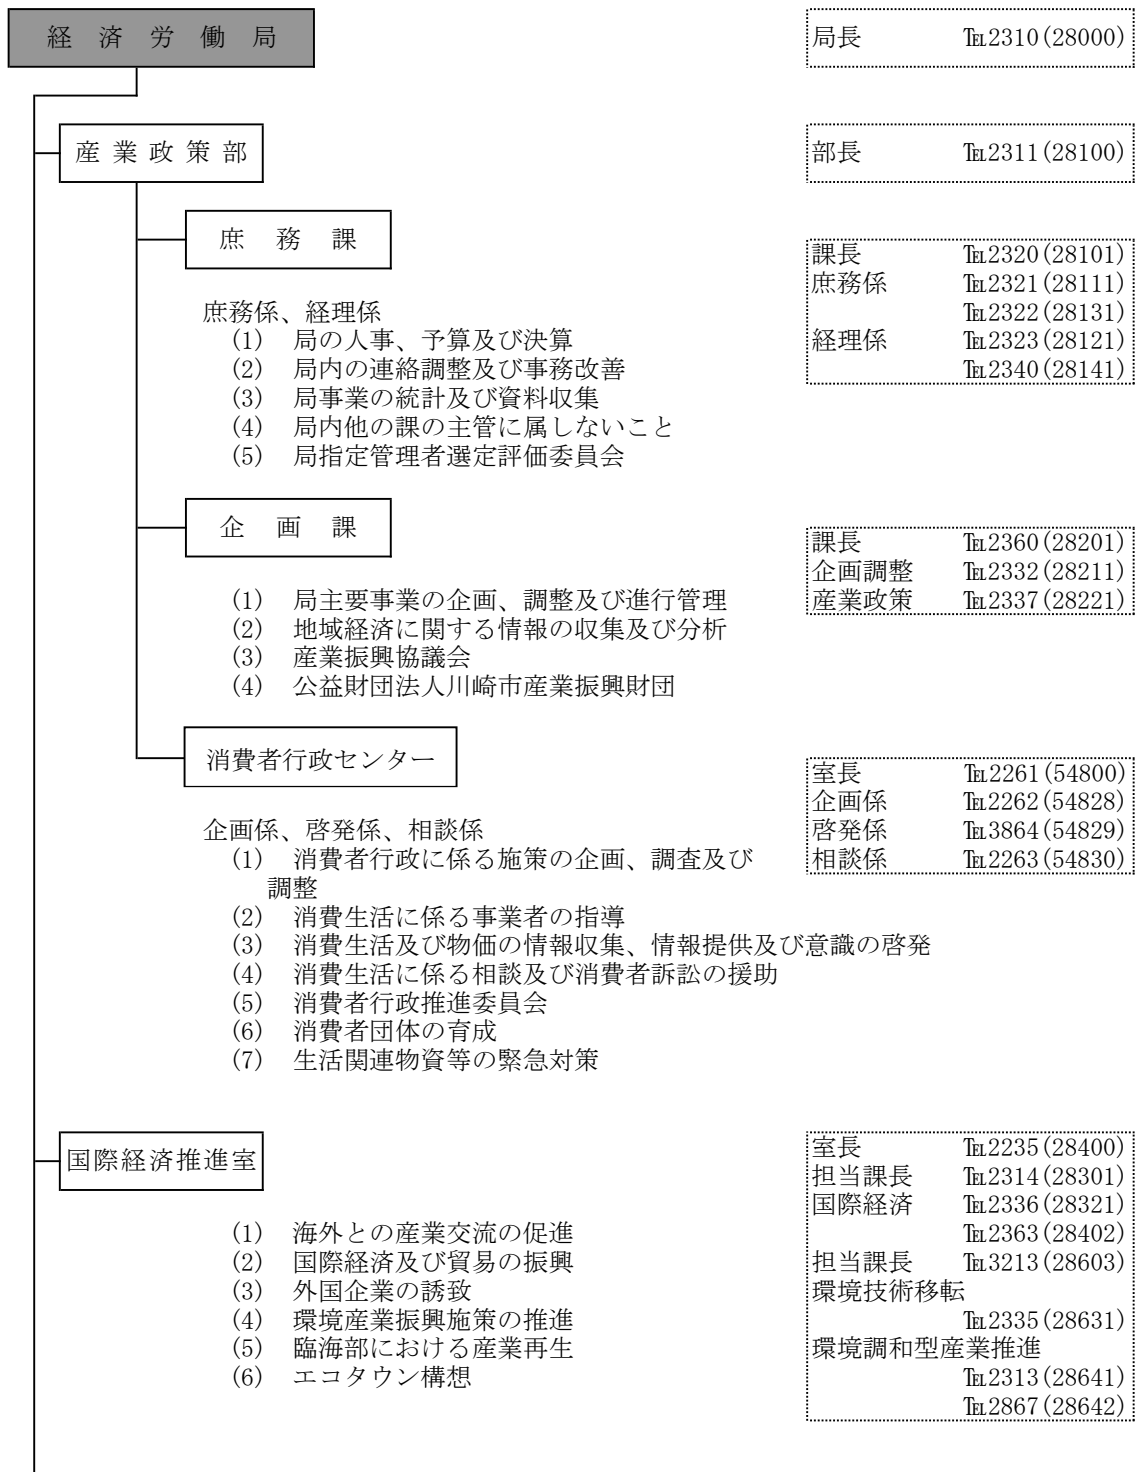 経済労働局
局長 ℡2310(28000)
産業政策部
部長 ℡2311(28100)
庶務課
課長 ℡2320(28101)
庶務係 ℡2321(28111)
℡2322(28131)
経理係 ℡2323(28121)
℡2340(28141)
庶務係、経理係
(1) 局の人事、予算及び決算
(2) 局内の連絡調整及び事務改善
(3) 局事業の統計及び資料収集
(4) 局内他の課の主管に属しないこと
(5) 局指定管理者選定評価委員会
企画課
課長 ℡2360(28201)
企画調整 ℡2332(28211)
産業政策 ℡2337(28221)
(1) 局主要事業の企画、調整及び進行管理
(2) 地域経済に関する情報の収集及び分析
(3) 産業振興協議会
(4) 公益財団法人川崎市産業振興財団
消費者行政センター
室長 ℡2261(54800)
企画係 ℡2262(54828)
啓発係 ℡3864(54829)
相談係 ℡2263(54830)
企画係、啓発係、相談係
(1) 消費者行政に係る施策の企画、調査及び
調整
(2) 消費生活に係る事業者の指導
(3) 消費生活及び物価の情報収集、情報提供及び意識の啓発
(4) 消費生活に係る相談及び消費者訴訟の援助
(5) 消費者行政推進委員会
(6) 消費者団体の育成
(7) 生活関連物資等の緊急対策
国際経済推進室
室長 ℡2235(28400)
担当課長 ℡2314(28301)
国際経済 ℡2336(28321)
℡2363(28402)
担当課長 ℡3213(28603)
環境技術移転
℡2335(28631)
環境調和型産業推進
℡2313(28641)
℡2867(28642)
(1) 海外との産業交流の促進
(2) 国際経済及び貿易の振興
(3) 外国企業の誘致
(4) 環境産業振興施策の推進
(5) 臨海部における産業再生
(6) エコタウン構想